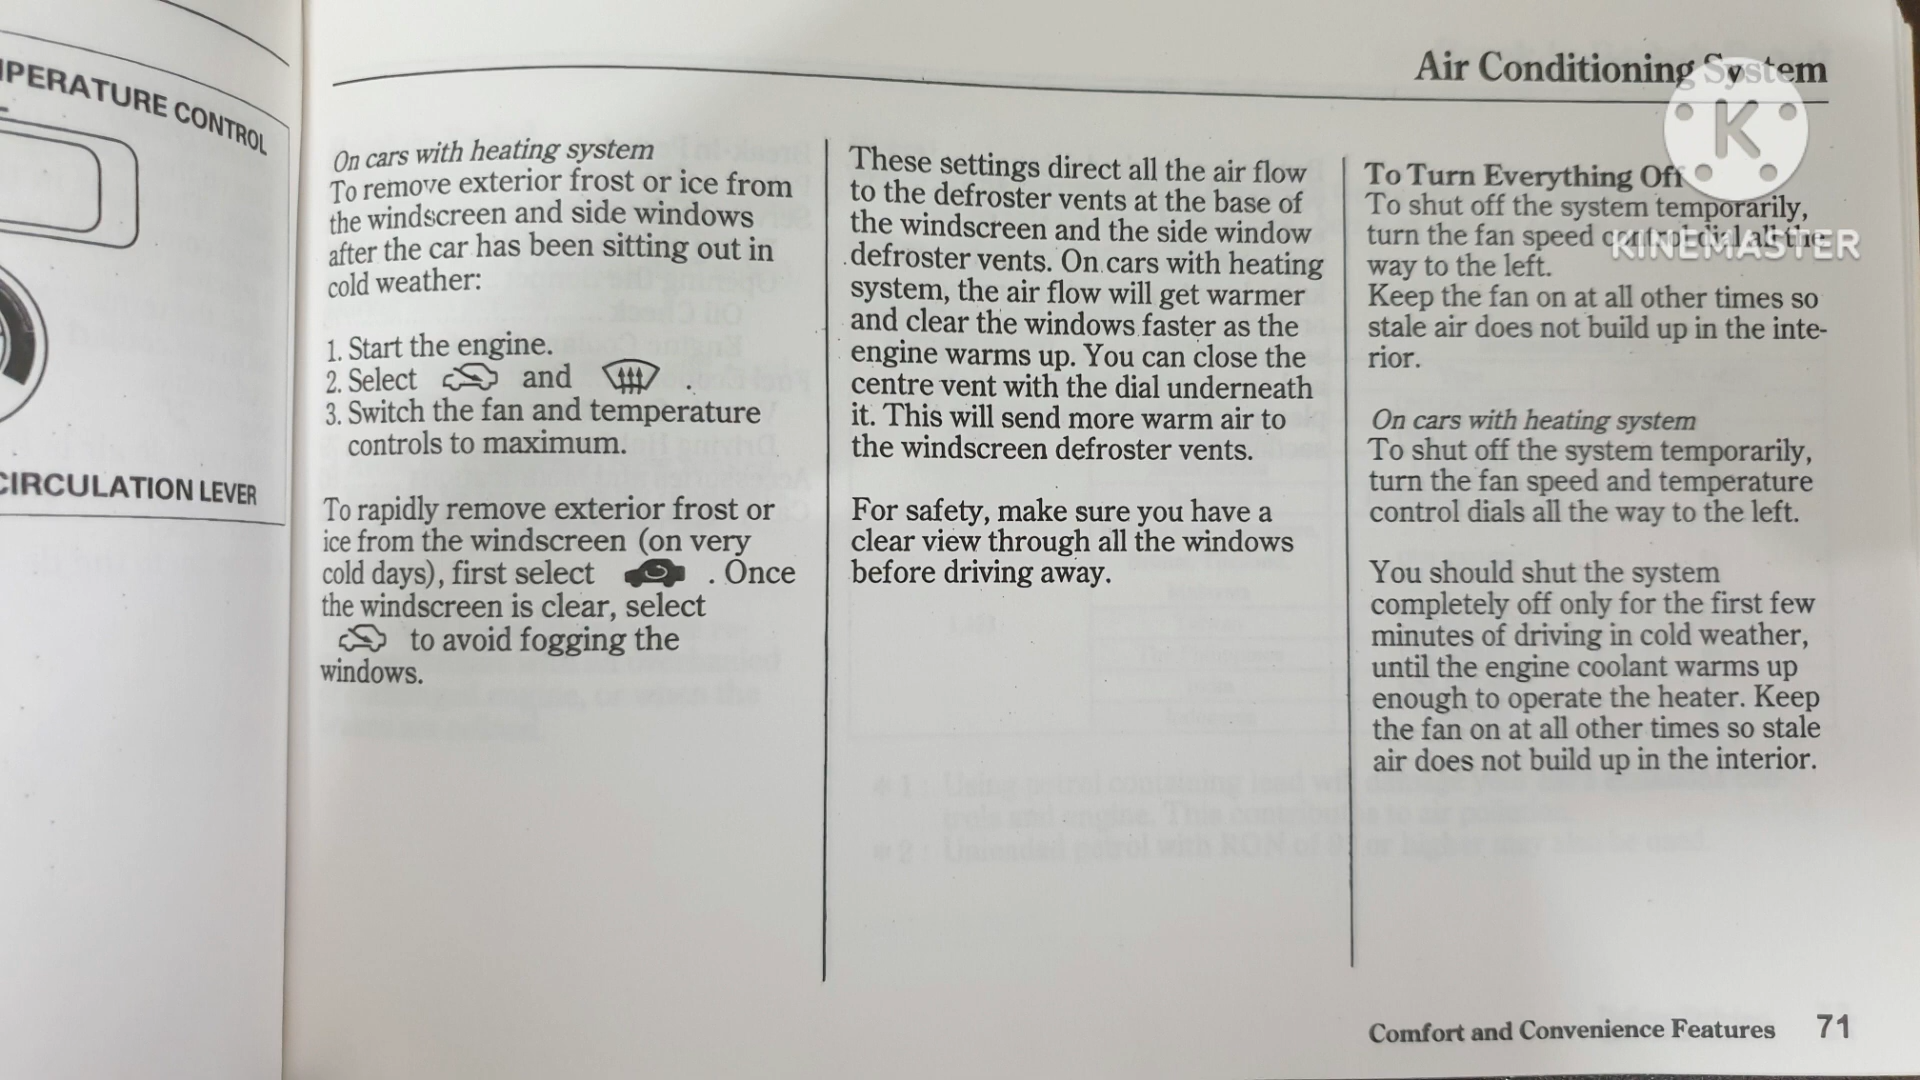 PERATURE CONTROL
CIRCULATION LEVER
Air Conditioning System
On cars with heating system
To remove exterior frost or ice from
the windscreen and side windows
after the car has been sitting out in
cold weather:
1. Start the engine.
2. Select and .
3. Switch the fan and temperature
controls to maximum.
To rapidly remove exterior frost or
ice from the windscreen (on very
cold days), first select . Once
the windscreen is clear, select
to avoid fogging the
windows.
These settings direct all the air flow
to the defroster vents at the base of
the windscreen and the side window
defroster vents. On cars with heating
system, the air flow will get warmer
and clear the windows faster as the
engine warms up. You can close the
centre vent with the dial underneath
it. This will send more warm air to
the windscreen defroster vents.
For safety, make sure you have a
clear view through all the windows
before driving away.
To Turn Everything Off
To shut off the system temporarily,
turn the fan speed control dial all the
way to the left.
Keep the fan on at all other times so
stale air does not build up in the inte-
rior.
On cars with heating system
To shut off the system temporarily,
turn the fan speed and temperature
control dials all the way to the left.
You should shut the system
completely off only for the first few
minutes of driving in cold weather,
until the engine coolant warms up
enough to operate the heater. Keep
the fan on at all other times so stale
air does not build up in the interior.
Comfort and Convenience Features 71
K
KINEMASTER